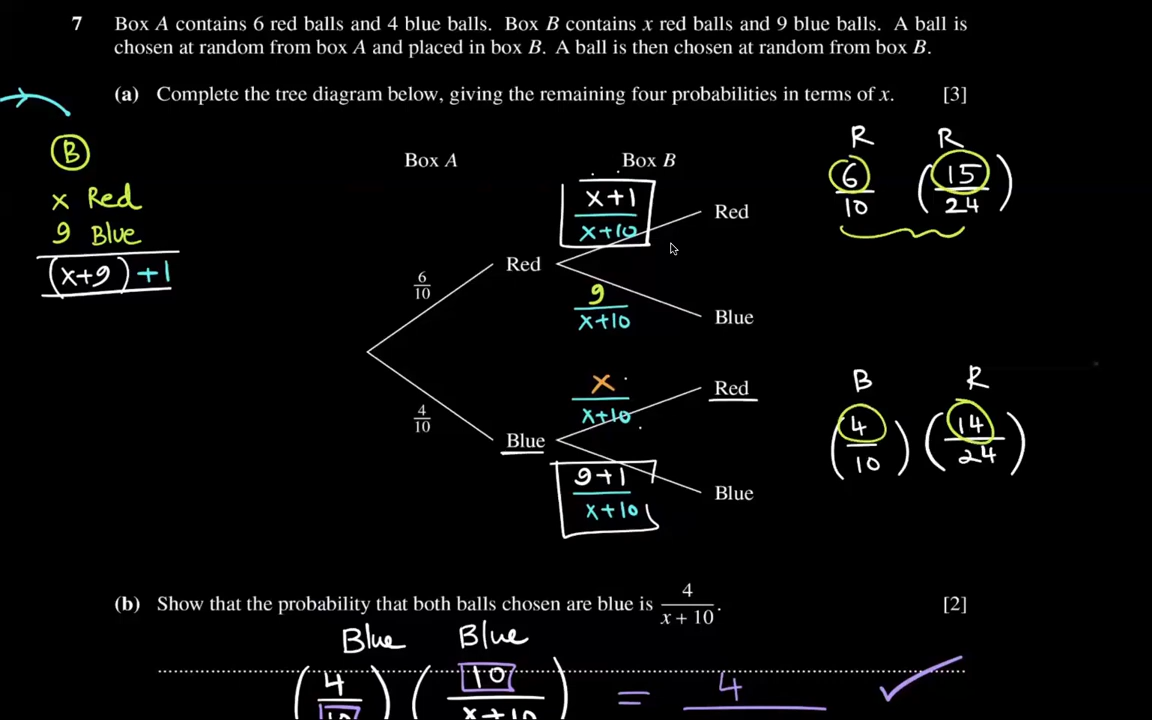 7 Box A contains 6 red balls and 4 blue balls. Box B contains x red balls and 9 blue balls. A ball is
chosen at random from box A and placed in box B. A ball is then chosen at random from box B.
(a) Complete the tree diagram below, giving the remaining four probabilities in terms of x. [3]
B
x Red
9 Blue
(x+9) +1
Box A Box B
x+1
x+10
Red
6
10
Red
9
x+10
Blue
x
x+10
Red
4
10
Blue
9+1
x+10
Blue
R R
6 (15)
10 24
B R
(4) (14)
10 24
(b) Show that the probability that both balls chosen are blue is 4/(x + 10). [2]
Blue Blue
(4) (10) = 4
10 x+10